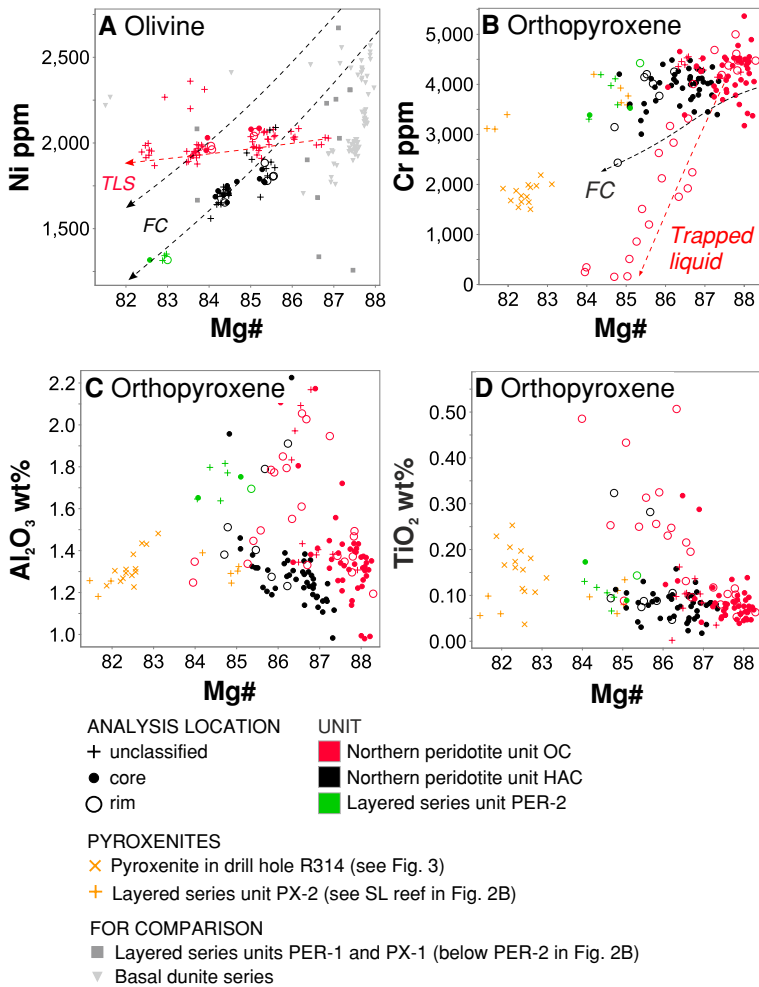 A Olivine
Ni ppm
2,500
2,000
1,500
TLS
FC
82 83 84 85 86 87 88
Mg#
B Orthopyroxene
Cr ppm
5,000
4,000
3,000
2,000
1,000
0
FC
Trapped
liquid
82 83 84 85 86 87 88
Mg#
C Orthopyroxene
Al2O3 wt%
2.2
2.0
1.8
1.6
1.4
1.2
1.0
82 83 84 85 86 87 88
Mg#
D Orthopyroxene
TiO2 wt%
0.50
0.40
0.30
0.20
0.10
0.00
82 83 84 85 86 87 88
Mg#
ANALYSIS LOCATION
unclassified
core
rim
UNIT
Northern peridotite unit OC
Northern peridotite unit HAC
Layered series unit PER-2
PYROXENITES
Pyroxenite in drill hole R314 (see Fig. 3)
Layered series unit PX-2 (see SL reef in Fig. 2B)
FOR COMPARISON
Layered series units PER-1 and PX-1 (below PER-2 in Fig. 2B)
Basal dunite series